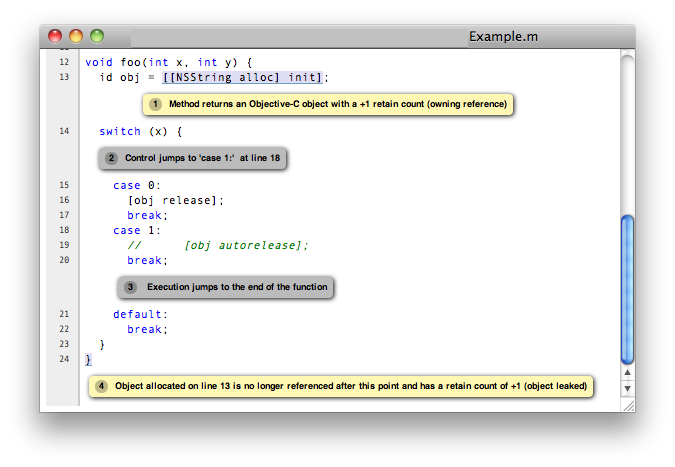 Example.m
12 void foo(int x, int y) {
13 id obj = [[NSString alloc] init];
1 Method returns an Objective-C object with a +1 retain count (owning reference)
14 switch (x) {
2 Control jumps to 'case 1:' at line 18
15 case 0:
16 [obj release];
17 break;
18 case 1:
19 // [obj autorelease];
20 break;
3 Execution jumps to the end of the function
21 default:
22 break;
23 }
24 }
4 Object allocated on line 13 is no longer referenced after this point and has a retain count of +1 (object leaked)